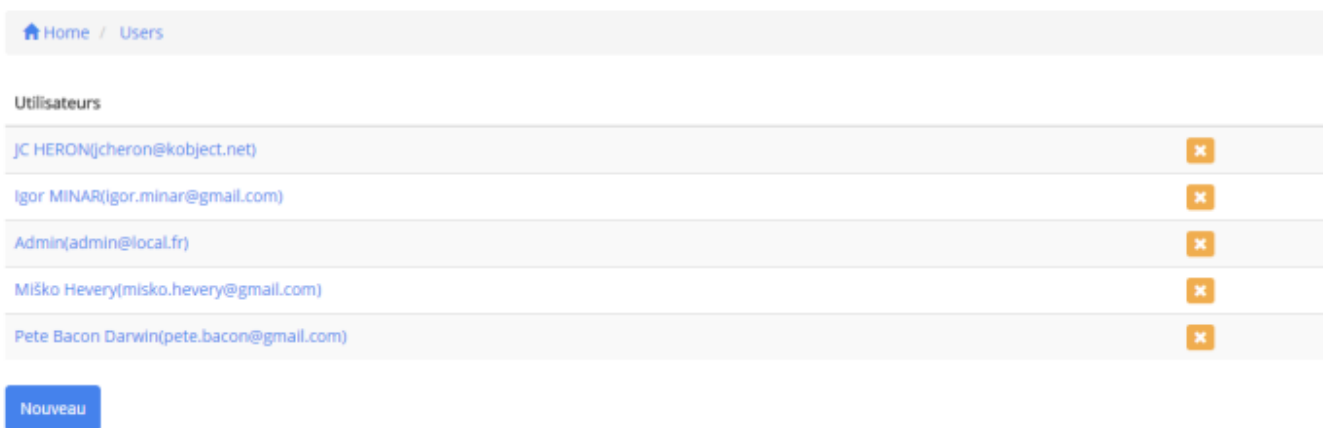 Home / Users
Utilisateurs
JC HERON(jcheron@kobject.net)
Igor MINAR(igor.minar@gmail.com)
Admin(admin@local.fr)
Miško Hevery(misko.hevery@gmail.com)
Pete Bacon Darwin(pete.bacon@gmail.com)
Nouveau